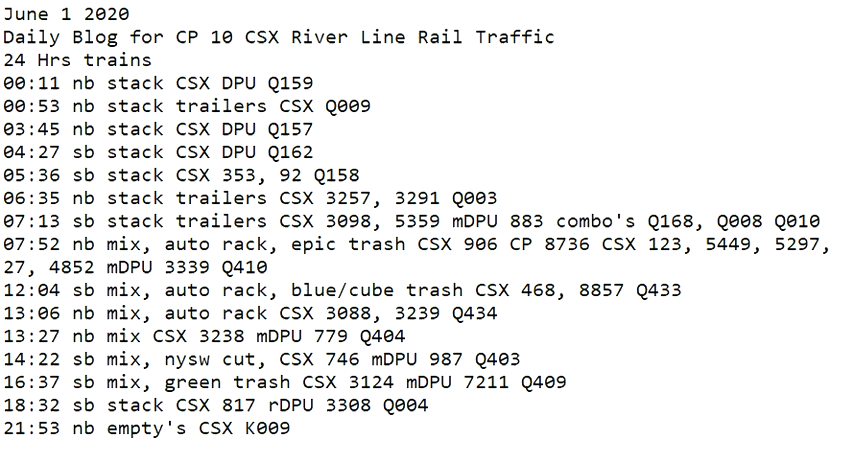 June 1 2020
Daily Blog for CP 10 CSX River Line Rail Traffic
24 Hrs trains
00:11 nb stack CSX DPU Q159
00:53 nb stack trailers CSX Q009
03:45 nb stack CSX DPU Q157
04:27 sb stack CSX DPU Q162
05:36 sb stack CSX 353, 92 Q158
06:35 nb stack trailers CSX 3257, 3291 Q003
07:13 sb stack trailers CSX 3098, 5359 mDPU 883 combo's Q168, Q008 Q010
07:52 nb mix, auto rack, epic trash CSX 906 CP 8736 CSX 123, 5449, 5297,
27, 4852 mDPU 3339 Q410
12:04 sb mix, auto rack, blue/cube trash CSX 468, 8857 Q433
13:06 nb mix, auto rack CSX 3088, 3239 Q434
13:27 nb mix CSX 3238 mDPU 779 Q404
14:22 sb mix, nysw cut, CSX 746 mDPU 987 Q403
16:37 sb mix, green trash CSX 3124 mDPU 7211 Q409
18:32 sb stack CSX 817 rDPU 3308 Q004
21:53 nb empty's CSX K009